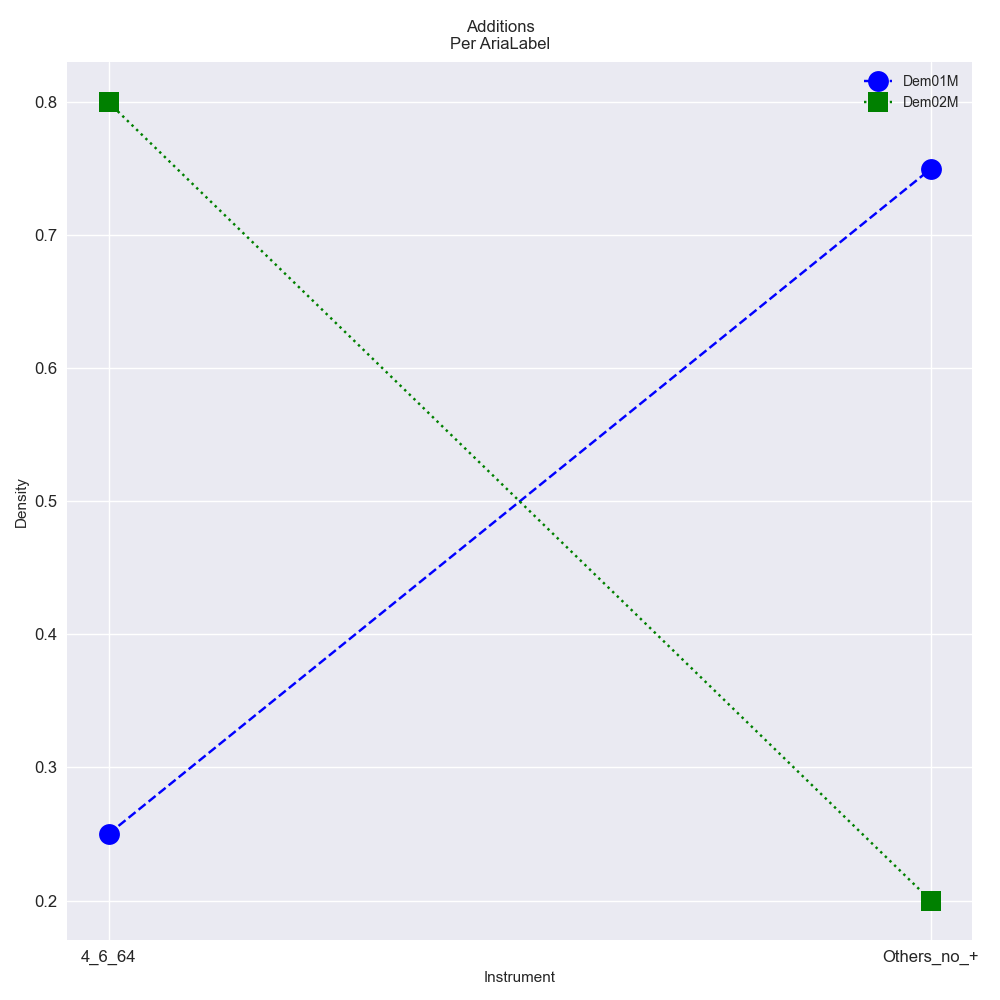 Additions
Per AriaLabel
Dem01M
Dem02M
Density
0.8
0.7
0.6
0.5
0.4
0.3
0.2
4_6_64
Others_no_+
Instrument